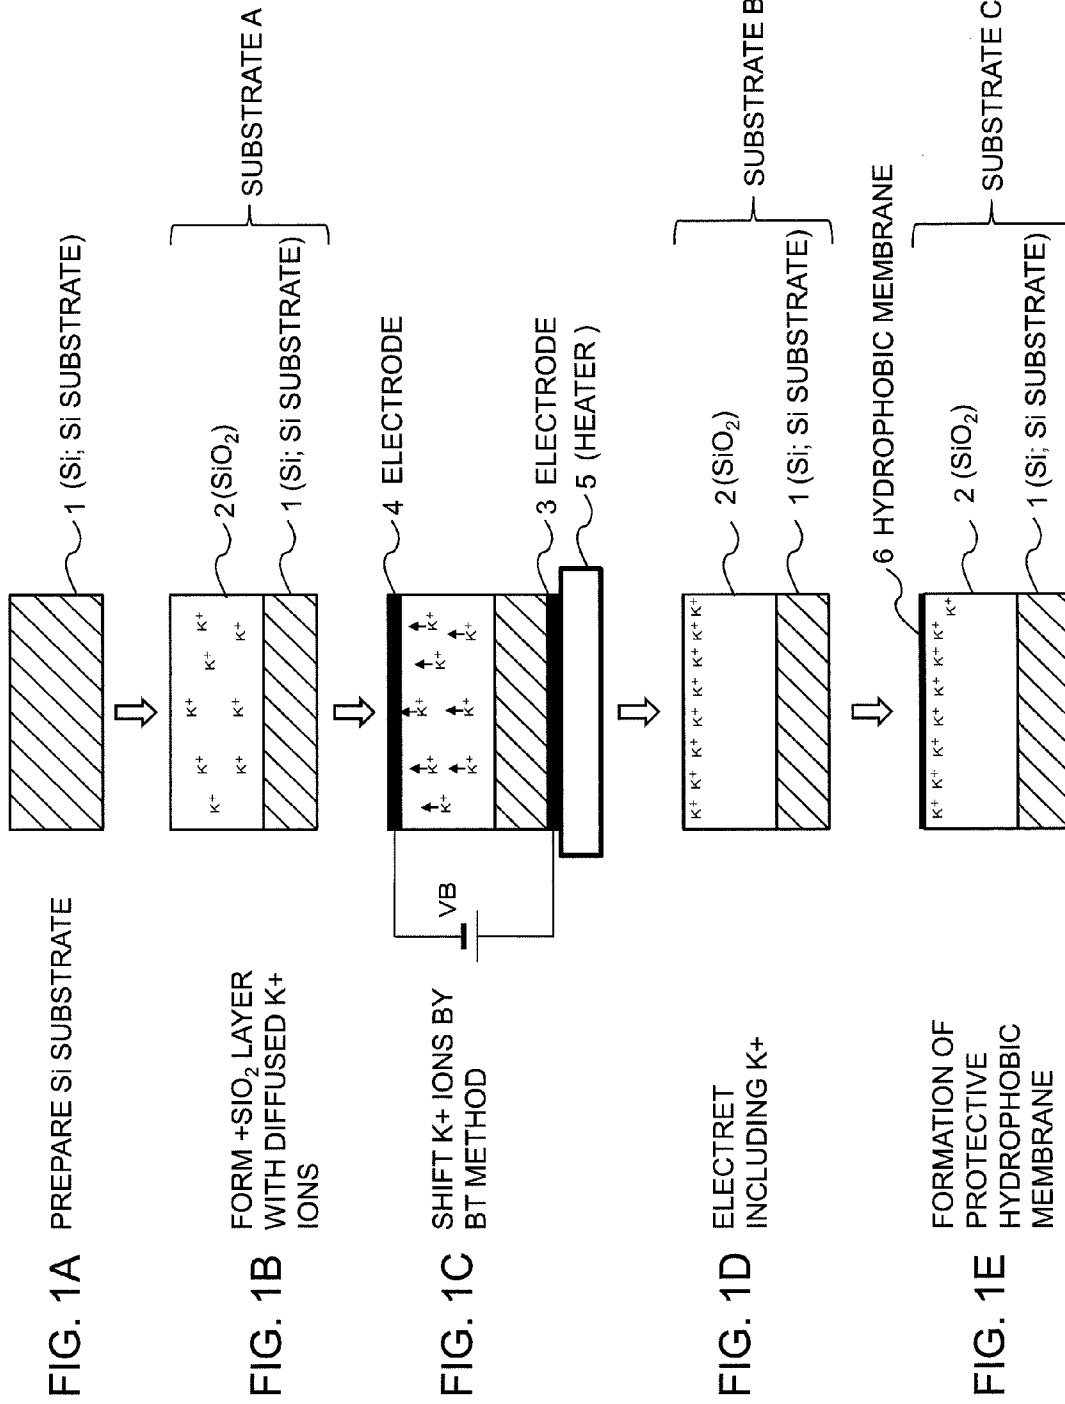 FIG. 1A
PREPARE Si SUBSTRATE
1 (Si; Si SUBSTRATE)
FIG. 1B
FORM +SIO2 LAYER
WITH DIFFUSED K+
IONS
K+ K+ K+ K+ K+ K+ K+ K+ K+
2(SiO2)
1 (Si; Si SUBSTRATE)
SUBSTRATE A
FIG. 1C
SHIFT K+ IONS BY
BT METHOD
VB
K+ K+ K+ K+ K+ K+ K+ K+ K+
4 ELECTRODE
3 ELECTRODE
5 (HEATER )
FIG. 1D
ELECTRET
INCLUDING K+
K+ K+ K+ K+ K+ K+ K+ K+
2 (SiO2)
1 (Si; Si SUBSTRATE)
SUBSTRATE B
FIG. 1E
FORMATION OF
PROTECTIVE
HYDROPHOBIC
MEMBRANE
K+ K+ K+ K+ K+ K+ K+ K+
6 HYDROPHOBIC MEMBRANE
2 (SiO2)
1 (Si; Si SUBSTRATE)
SUBSTRATE C